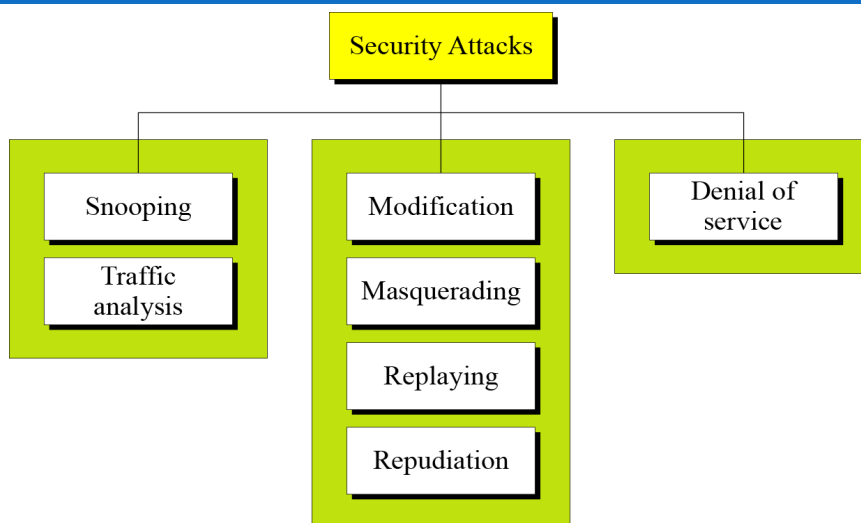 Security Attacks
Snooping
Traffic
analysis
Modification
Masquerading
Replaying
Repudiation
Denial of
service